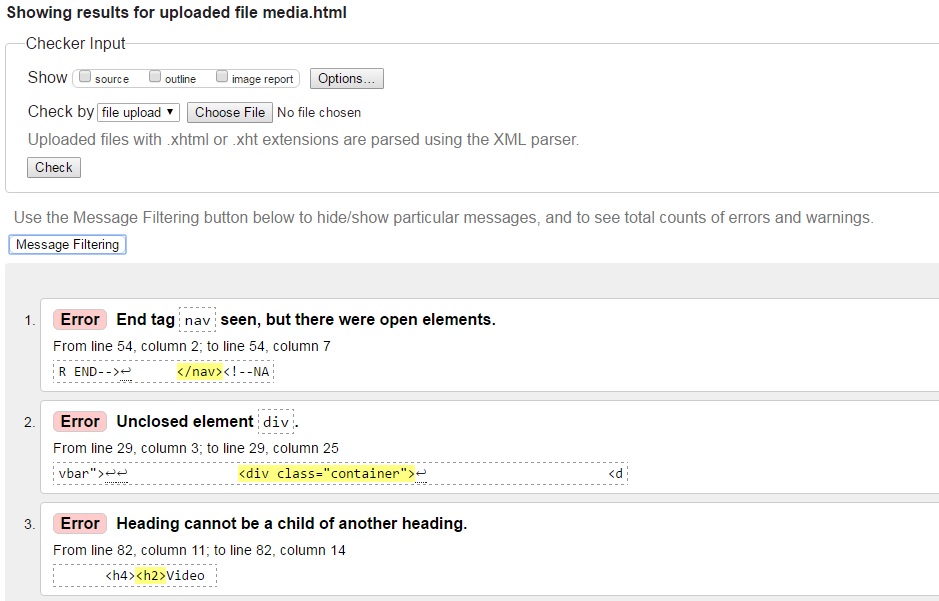 Showing results for uploaded file media.html
Checker Input
Show source outline image report Options...
Check by file upload ▼ Choose File No file chosen
Uploaded files with .xhtml or .xht extensions are parsed using the XML parser.
Check
Use the Message Filtering button below to hide/show particular messages, and to see total counts of errors and warnings.
Message Filtering
1. Error End tag nav seen, but there were open elements.
From line 54, column 2; to line 54, column 7
R END-->↩ </nav><!--NA
2. Error Unclosed element div.
From line 29, column 3; to line 29, column 25
vbar">↩↩ <div class="container">↩ <d
3. Error Heading cannot be a child of another heading.
From line 82, column 11; to line 82, column 14
<h4><h2>Video